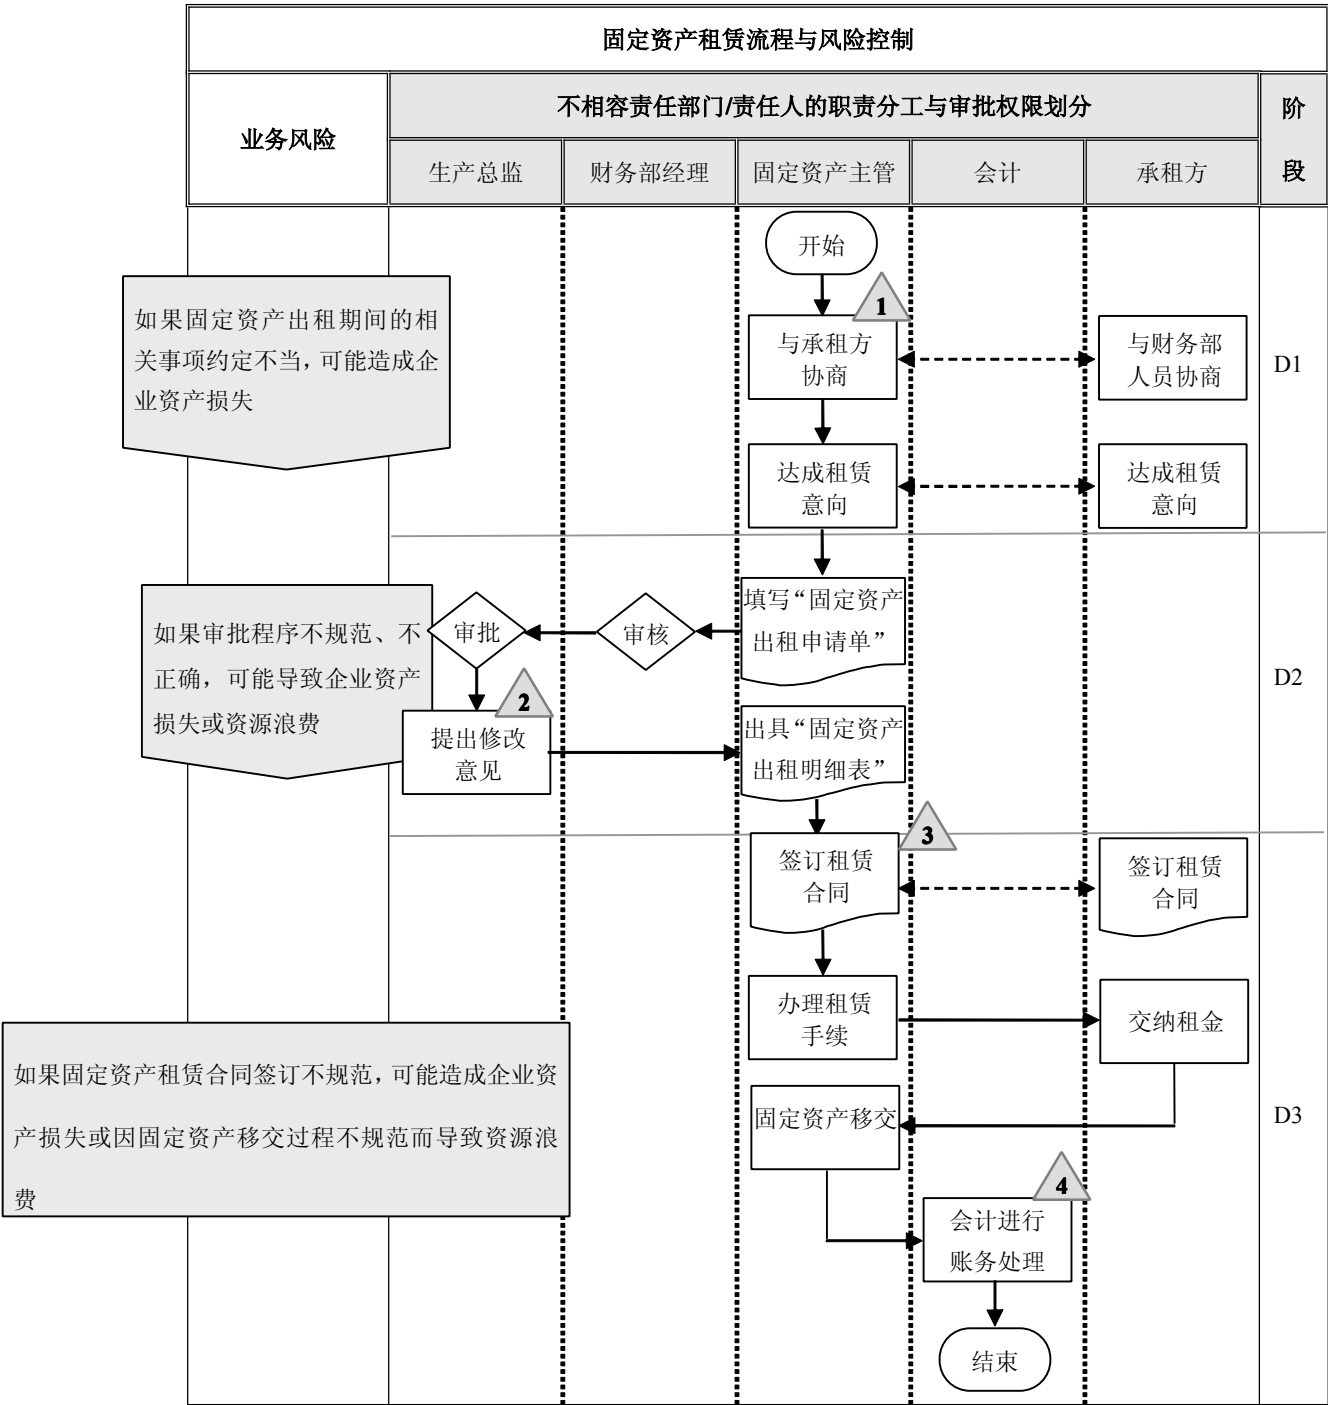 固定资产租赁流程与风险控制
不相容责任部门/责任人的职责分工与审批权限划分
业务风险
阶
段
生产总监
财务部经理
固定资产主管
会计
承租方
开始
1
如果固定资产出租期间的相
关事项约定不当，可能造成企
业资产损失
与承租方
协商
与财务部
人员协商
D1
达成租赁
意向
达成租赁
意向
如果审批程序不规范、不
正确，可能导致企业资产
损失或资源浪费
审批
审核
填写“固定资产
出租申请单”
D2
2
提出修改
意见
出具“固定资产
出租明细表”
3
签订租赁
合同
签订租赁
合同
办理租赁
手续
交纳租金
如果固定资产租赁合同签订不规范，可能造成企业资
产损失或因固定资产移交过程不规范而导致资源浪
费
固定资产移交
D3
4
会计进行
账务处理
结束